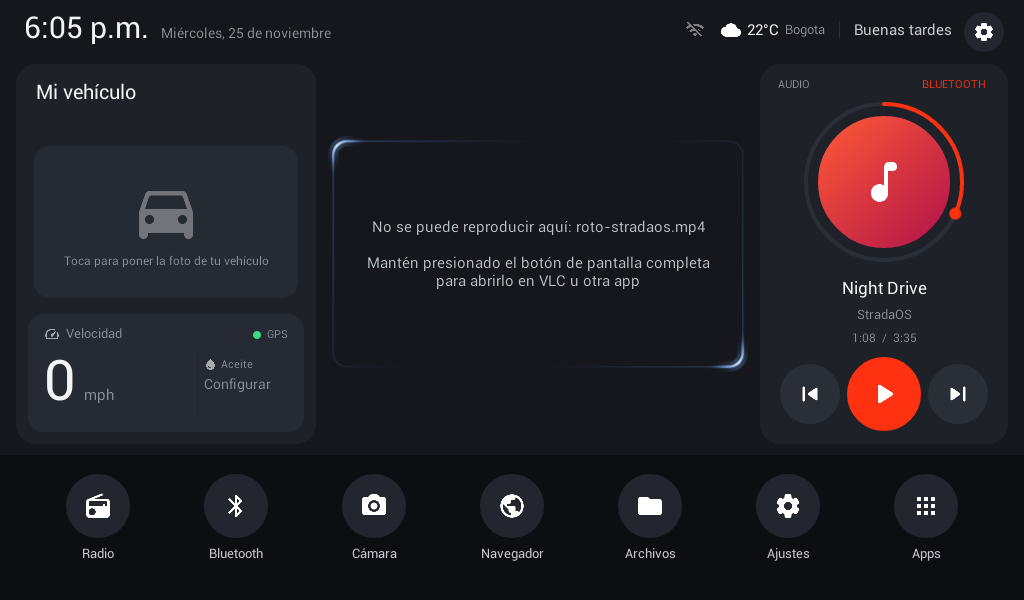 6:05 p.m. Miércoles, 25 de noviembre
22°C Bogota Buenas tardes
Mi vehículo
Toca para poner la foto de tu vehículo
Velocidad GPS
0 mph
Aceite
Configurar
No se puede reproducir aquí: roto-stradaos.mp4
Mantén presionado el botón de pantalla completa
para abrirlo en VLC u otra app
AUDIO BLUETOOTH
Night Drive
StradaOS
1:08 / 3:35
Radio Bluetooth Cámara Navegador Archivos Ajustes Apps